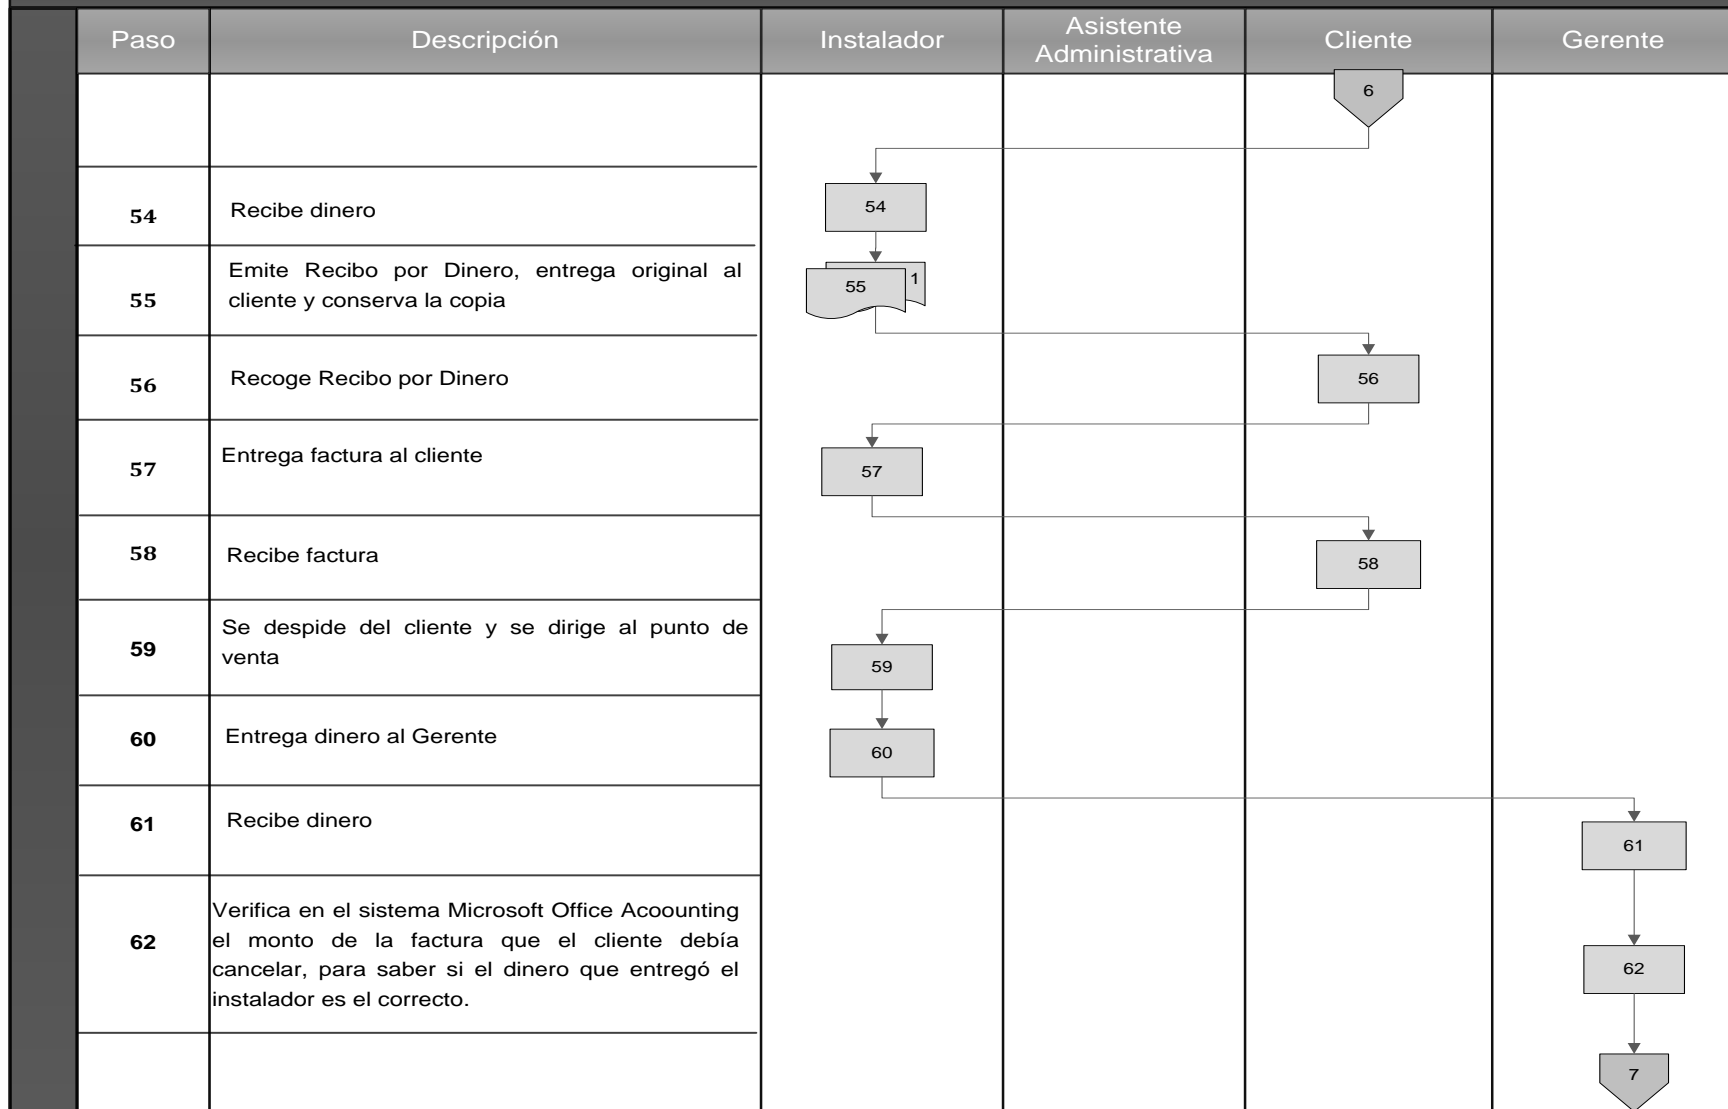 Paso Descripción Instalador Asistente Administrativa Cliente Gerente
6
54 Recibe dinero 54
55 Emite Recibo por Dinero, entrega original al
cliente y conserva la copia
55 1
56 Recoge Recibo por Dinero 56
57 Entrega factura al cliente 57
58 Recibe factura 58
59 Se despide del cliente y se dirige al punto de
venta
59
60 Entrega dinero al Gerente 60
61 Recibe dinero 61
62 Verifica en el sistema Microsoft Office Acoounting
el monto de la factura que el cliente debía
cancelar, para saber si el dinero que entregó el
instalador es el correcto.
62
7